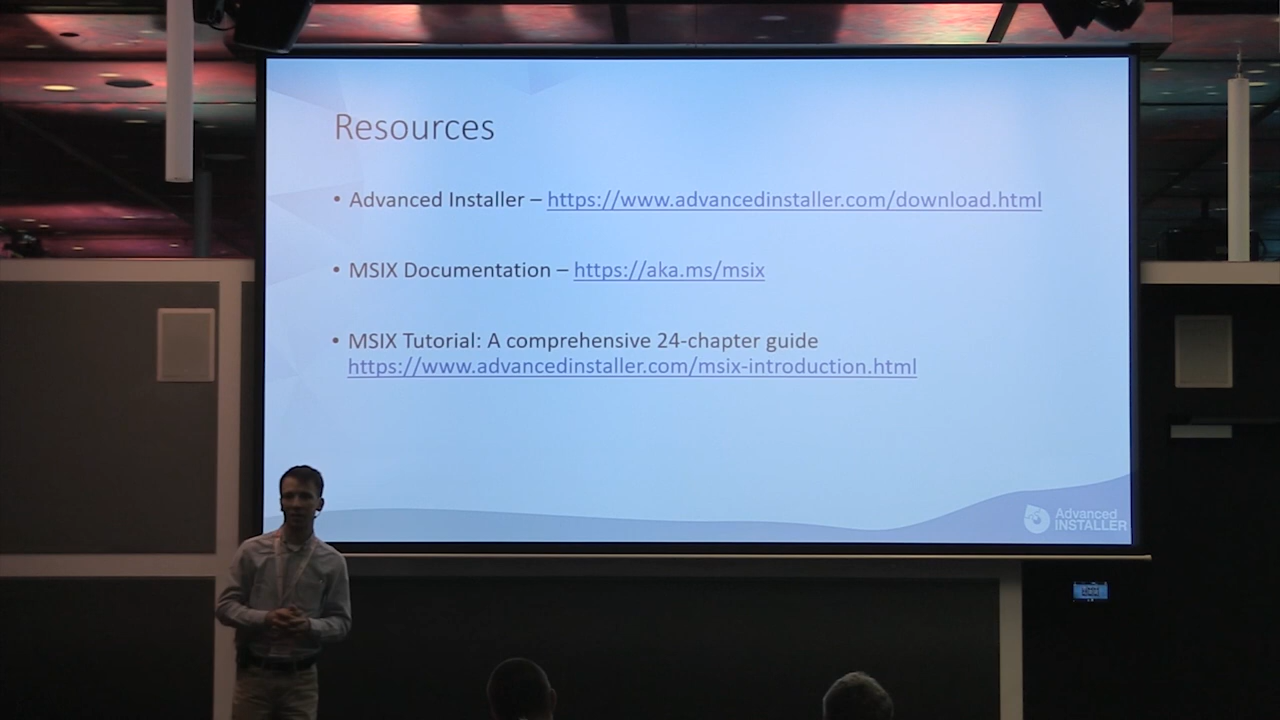 Resources
• Advanced Installer – https://www.advancedinstaller.com/download.html
• MSIX Documentation – https://aka.ms/msix
• MSIX Tutorial: A comprehensive 24-chapter guide
https://www.advancedinstaller.com/msix-introduction.html
Advanced
INSTALLER